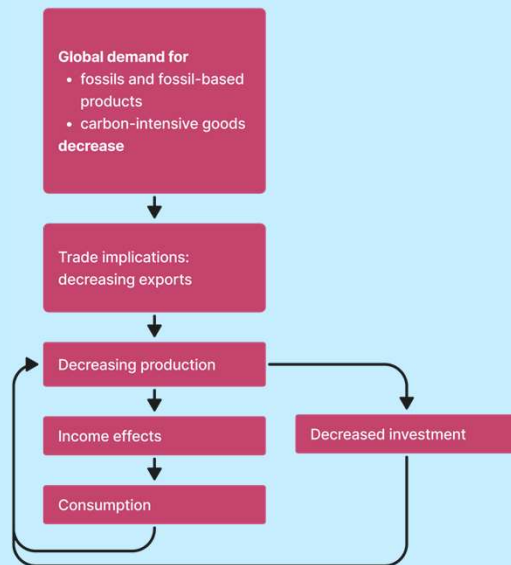 Global demand for
• fossils and fossil-based
products
• carbon-intensive goods
decrease
Trade implications:
decreasing exports
Decreasing production
Income effects
Decreased investment
Consumption